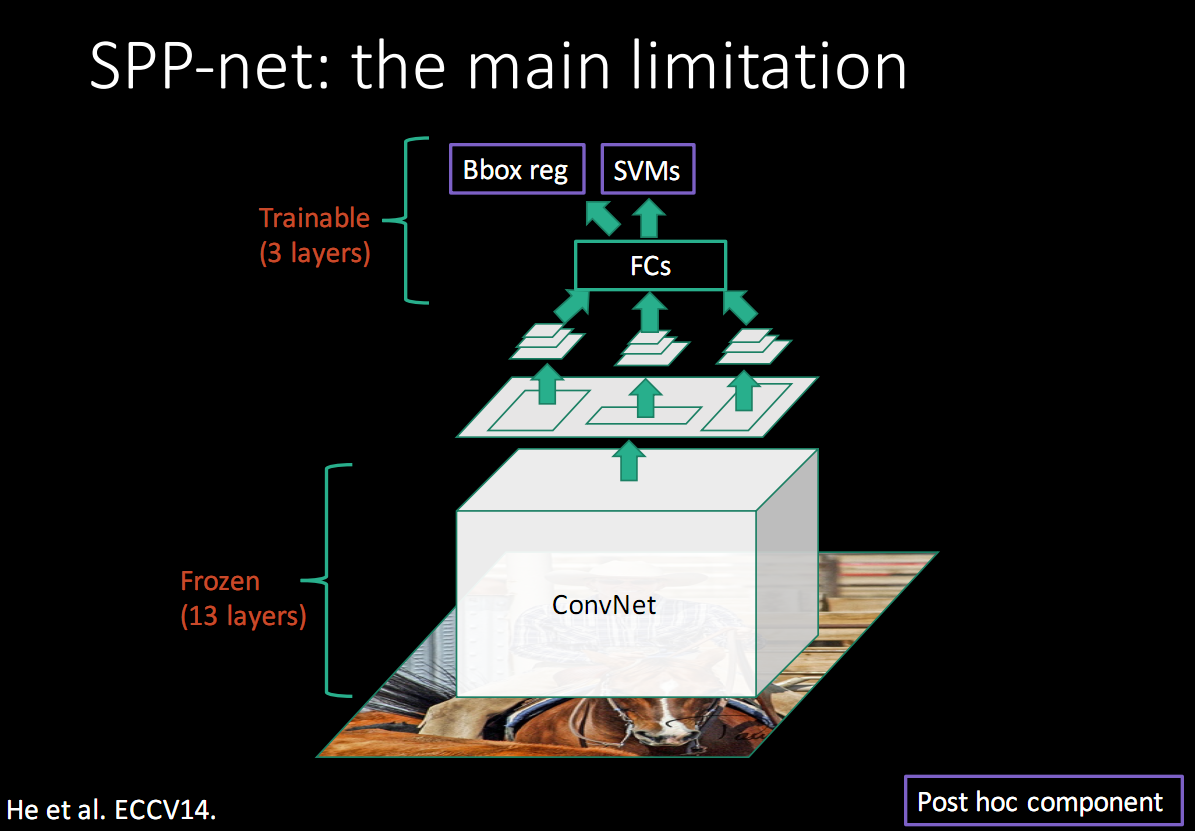 SPP-net: the main limitation
Bbox reg
SVMs
Trainable
(3 layers)
FCs
Frozen
(13 layers)
ConvNet
He et al. ECCV14.
Post hoc component